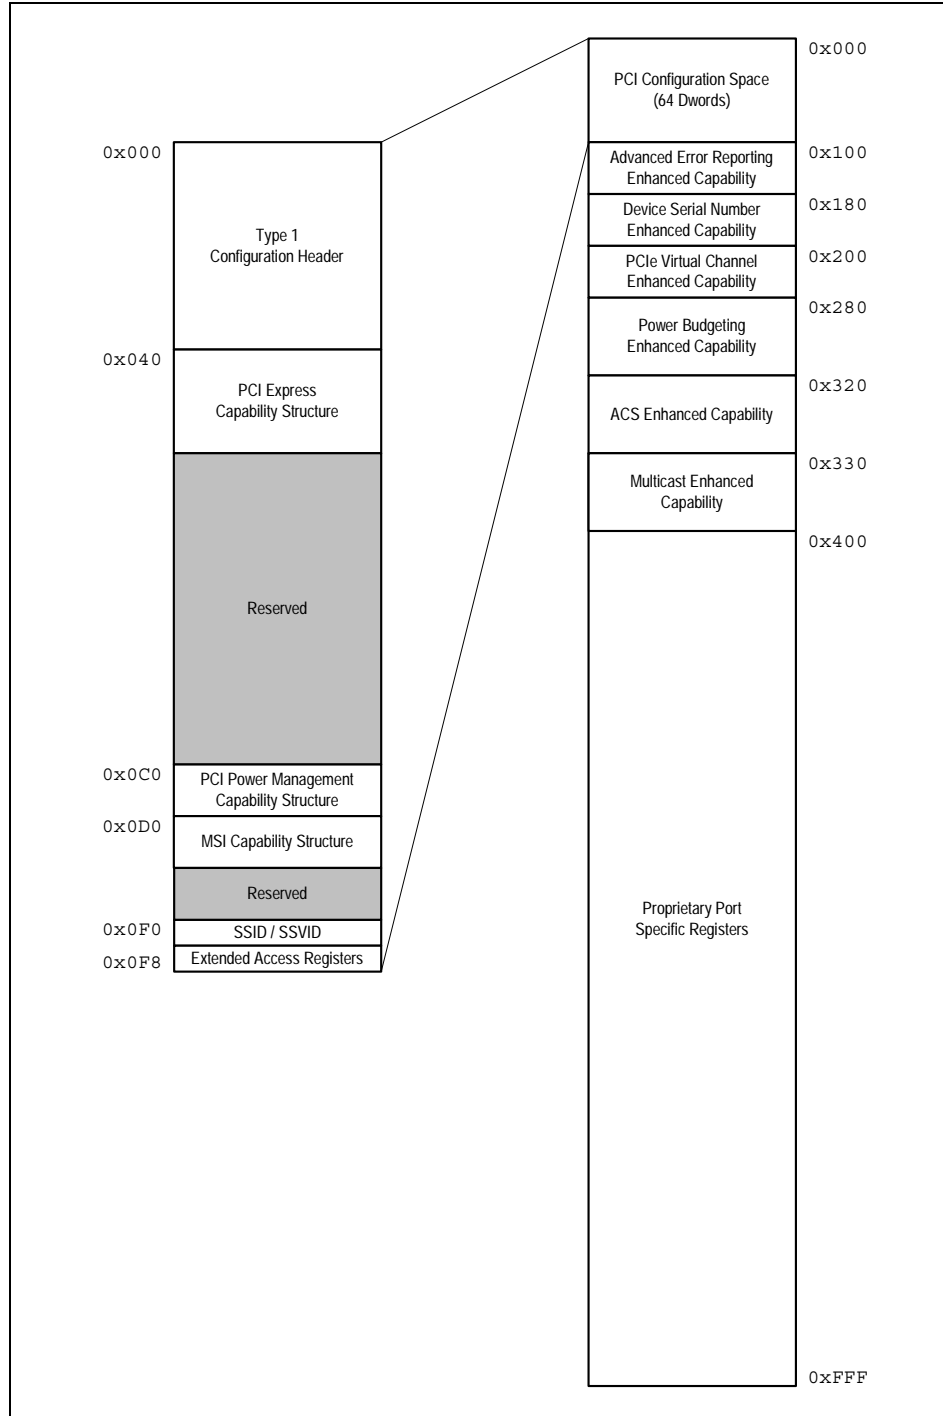 0x000
Type 1
Configuration Header
0x040
PCI Express
Capability Structure
Reserved
0x0C0
PCI Power Management
Capability Structure
0x0D0
MSI Capability Structure
Reserved
0x0F0
SSID / SSVID
0x0F8
Extended Access Registers
0x000
PCI Configuration Space
(64 Dwords)
0x100
Advanced Error Reporting
Enhanced Capability
0x180
Device Serial Number
Enhanced Capability
0x200
PCIe Virtual Channel
Enhanced Capability
0x280
Power Budgeting
Enhanced Capability
0x320
ACS Enhanced Capability
0x330
Multicast Enhanced
Capability
0x400
Proprietary Port
Specific Registers
0xFFF